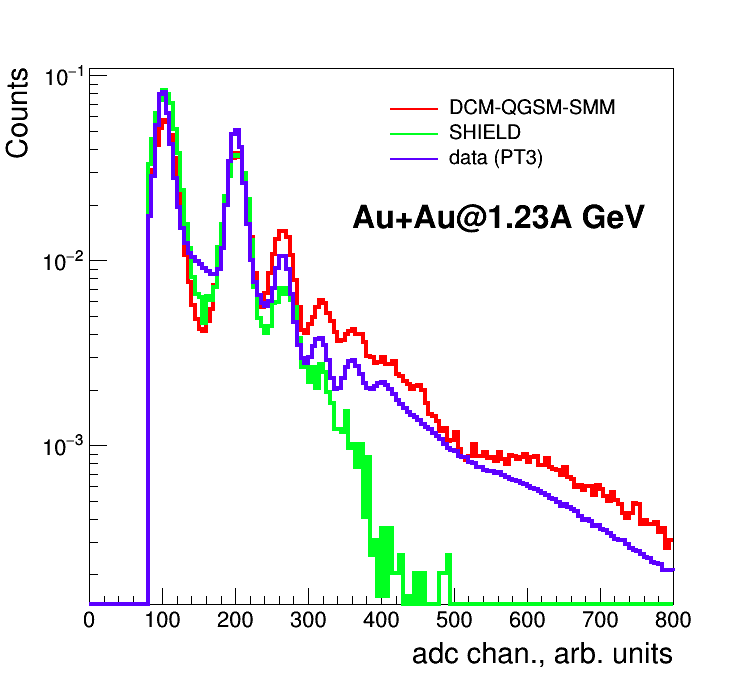 Counts
10−1
10−2
10−3
DCM-QGSM-SMM
SHIELD
data (PT3)
Au+Au@1.23A GeV
0 100 200 300 400 500 600 700 800
adc chan., arb. units